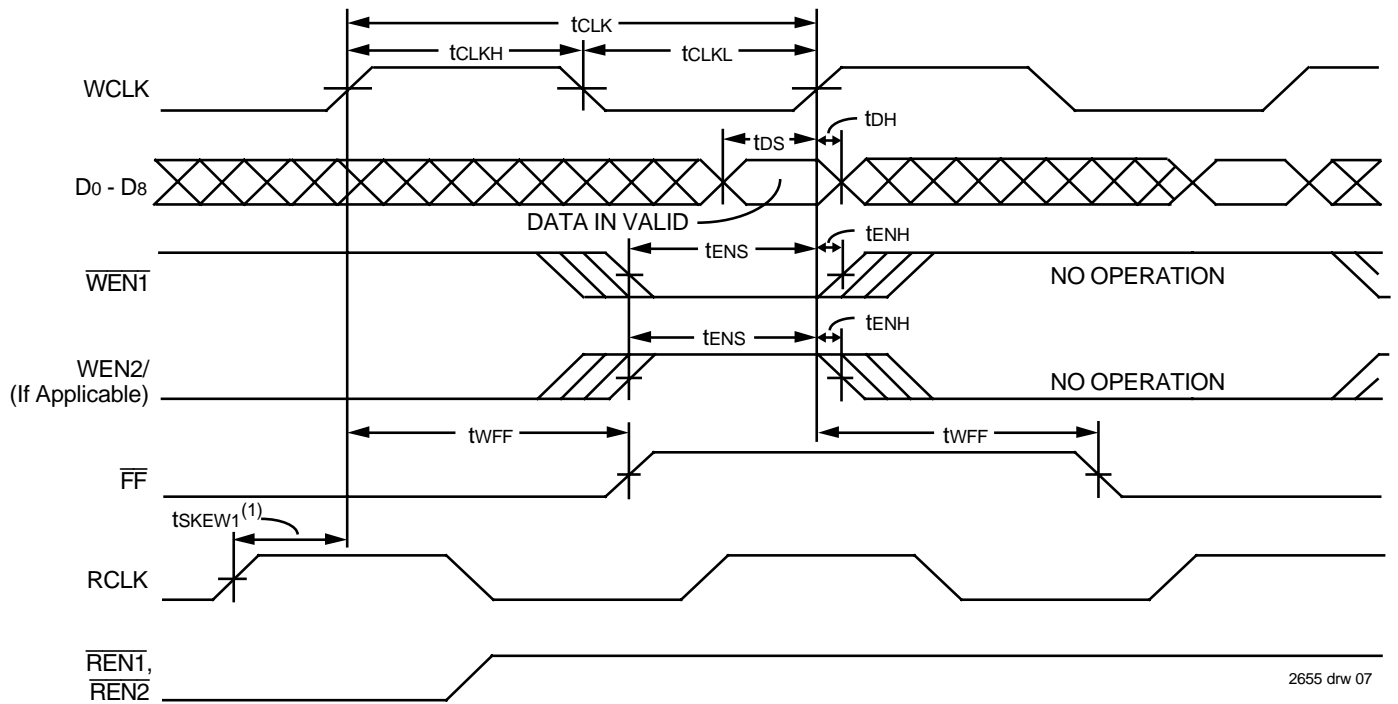 tCLK
tCLKH
tCLKL
WCLK
tDH
tDS
D0 - D8
DATA IN VALID
tENS
tENH
WEN1
NO OPERATION
tENS
tENH
WEN2/
(If Applicable)
NO OPERATION
tWFF
tWFF
FF
tSKEW1(1)
RCLK
REN1,
REN2
2655 drw 07